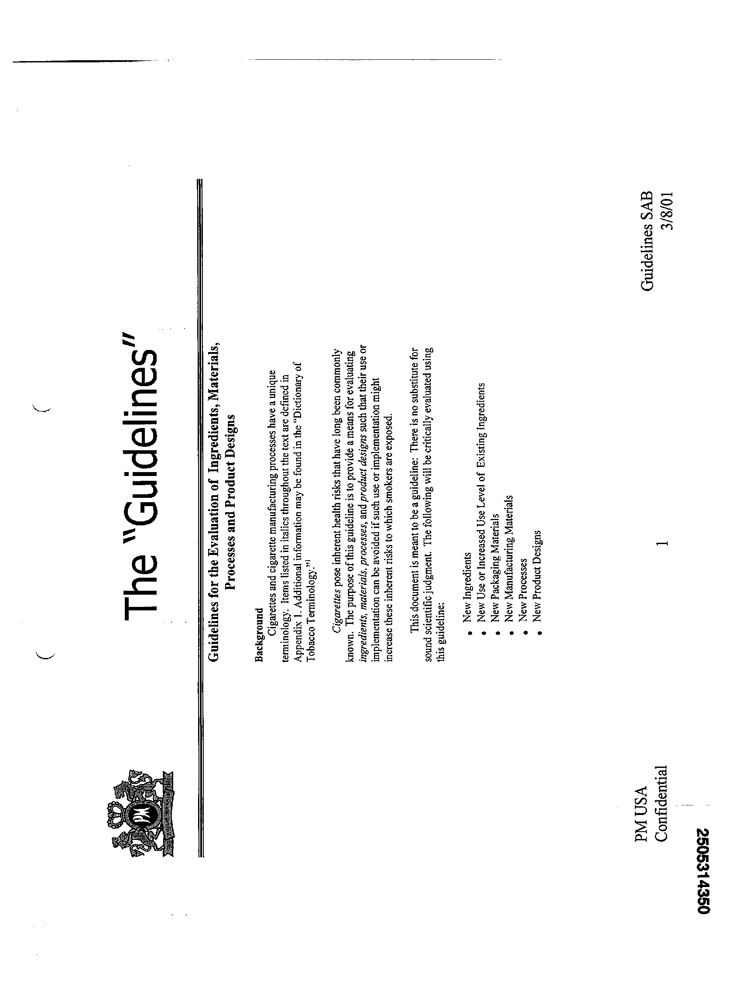 The "Guidelines"
PM
Guidelines for the Evaluation of Ingredients, Materials,
Processes and Product Designs
Background
Cigarettes and cigarette manufacturing processes have a unique
terminology. Items listed in italics throughout the text are defined in
Appendix 1. Additional information may be found in the "Dictionary of
Tobacco Terminology."¹
Cigarettes pose inherent health risks that have long been commonly
known. The purpose of this guideline is to provide a means for evaluating
ingredients, materials, processes, and product designs such that their use or
implementation can be avoided if such use or implementation might
increase these inherent risks to which smokers are exposed.
This document is meant to be a guideline: There is no substitute for
sound scientific judgment. The following will be critically evaluated using
this guideline:
• New Ingredients
• New Use or Increased Use Level of Existing Ingredients
• New Packaging Materials
• New Manufacturing Materials
• New Processes
• New Product Designs
PM USA
Confidential
1
Guidelines SAB
3/8/01
2505314350